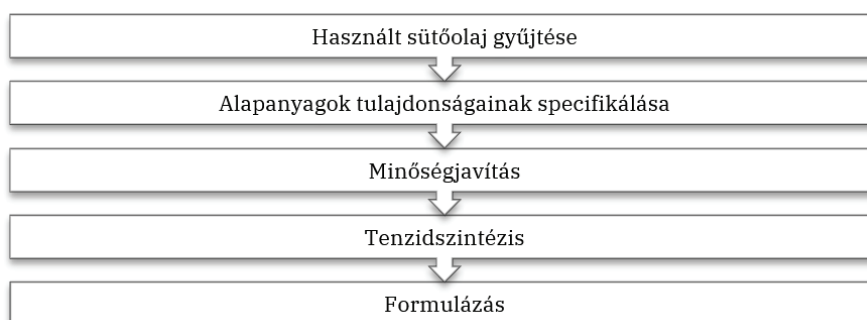 Használt sütőolaj gyűjtése
Alapanyagok tulajdonságainak specifikálása
Minőségjavítás
Tenzidszintézis
Formulázás